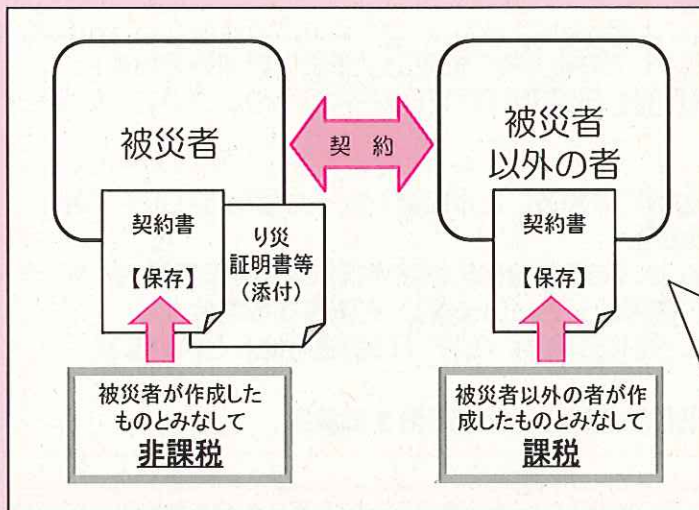 被災者
契約
被災者
以外の者
契約書
【保存】
り災
証明書等
（添付）
契約書
【保存】
被災者が作成した
ものとみなして
非課税
被災者以外の者が作
成したものとみなして
課税